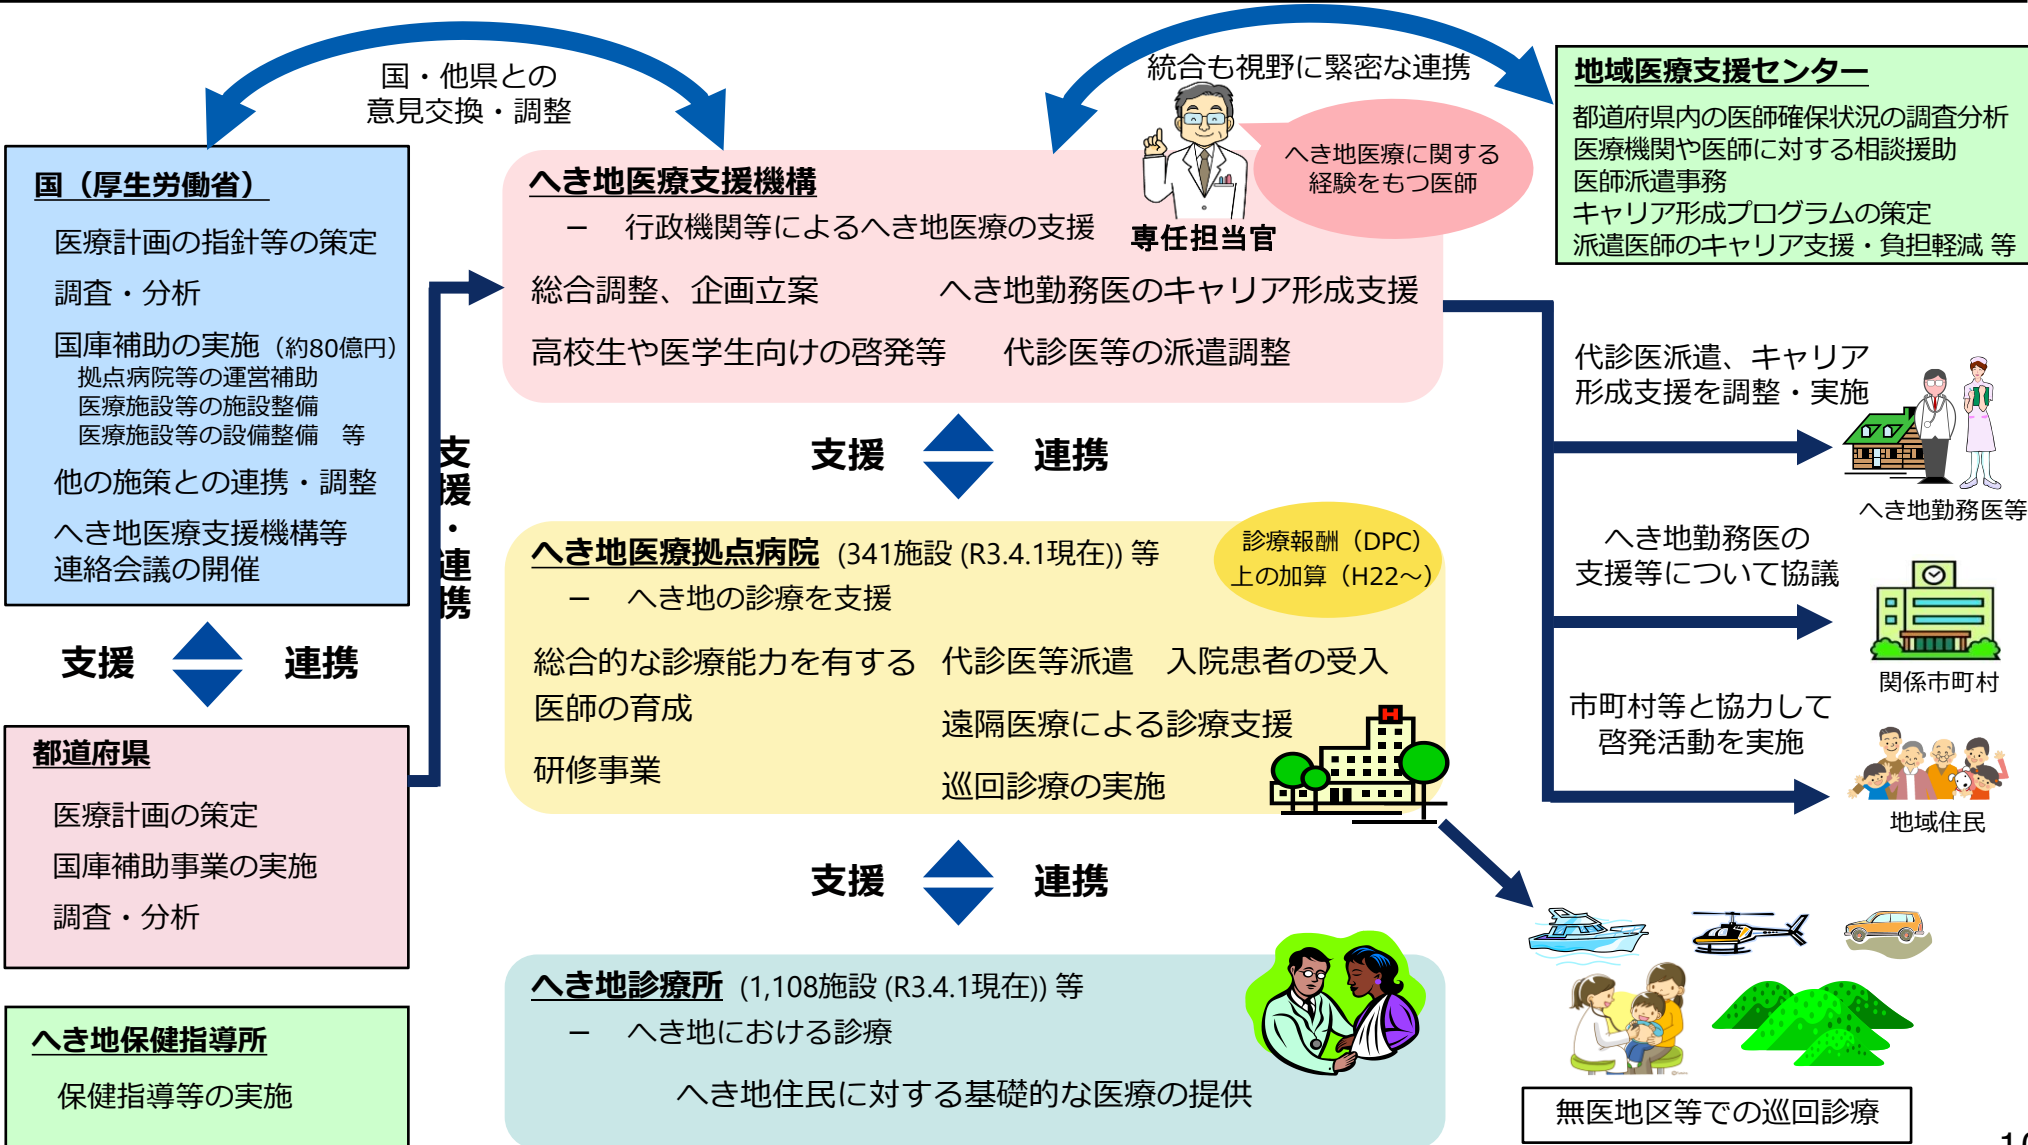 国・他県との
意見交換・調整
統合も視野に緊密な連携
へき地医療に関する
経験をもつ医師
専任担当官
地域医療支援センター
都道府県内の医師確保状況の調査分析
医療機関や医師に対する相談援助
医師派遣事務
キャリア形成プログラムの策定
派遣医師のキャリア支援・負担軽減 等
国（厚生労働省）
医療計画の指針等の策定
調査・分析
国庫補助の実施（約80億円）
拠点病院等の運営補助
医療施設等の施設整備
医療施設等の設備整備　等
他の施策との連携・調整
へき地医療支援機構等
連絡会議の開催
支援 連携
都道府県
医療計画の策定
国庫補助事業の実施
調査・分析
へき地保健指導所
保健指導等の実施
支援・連携
へき地医療支援機構
－　行政機関等によるへき地医療の支援
総合調整、企画立案
へき地勤務医のキャリア形成支援
高校生や医学生向けの啓発等
代診医等の派遣調整
支援 連携
へき地医療拠点病院 (341施設 (R3.4.1現在)) 等
－　へき地の診療を支援
診療報酬（DPC）
上の加算（H22～）
総合的な診療能力を有する
医師の育成
研修事業
代診医等派遣　入院患者の受入
遠隔医療による診療支援
巡回診療の実施
H
支援 連携
へき地診療所 (1,108施設 (R3.4.1現在)) 等
－　へき地における診療
へき地住民に対する基礎的な医療の提供
代診医派遣、キャリア
形成支援を調整・実施
へき地勤務医等
へき地勤務医の
支援等について協議
関係市町村
市町村等と協力して
啓発活動を実施
地域住民
無医地区等での巡回診療